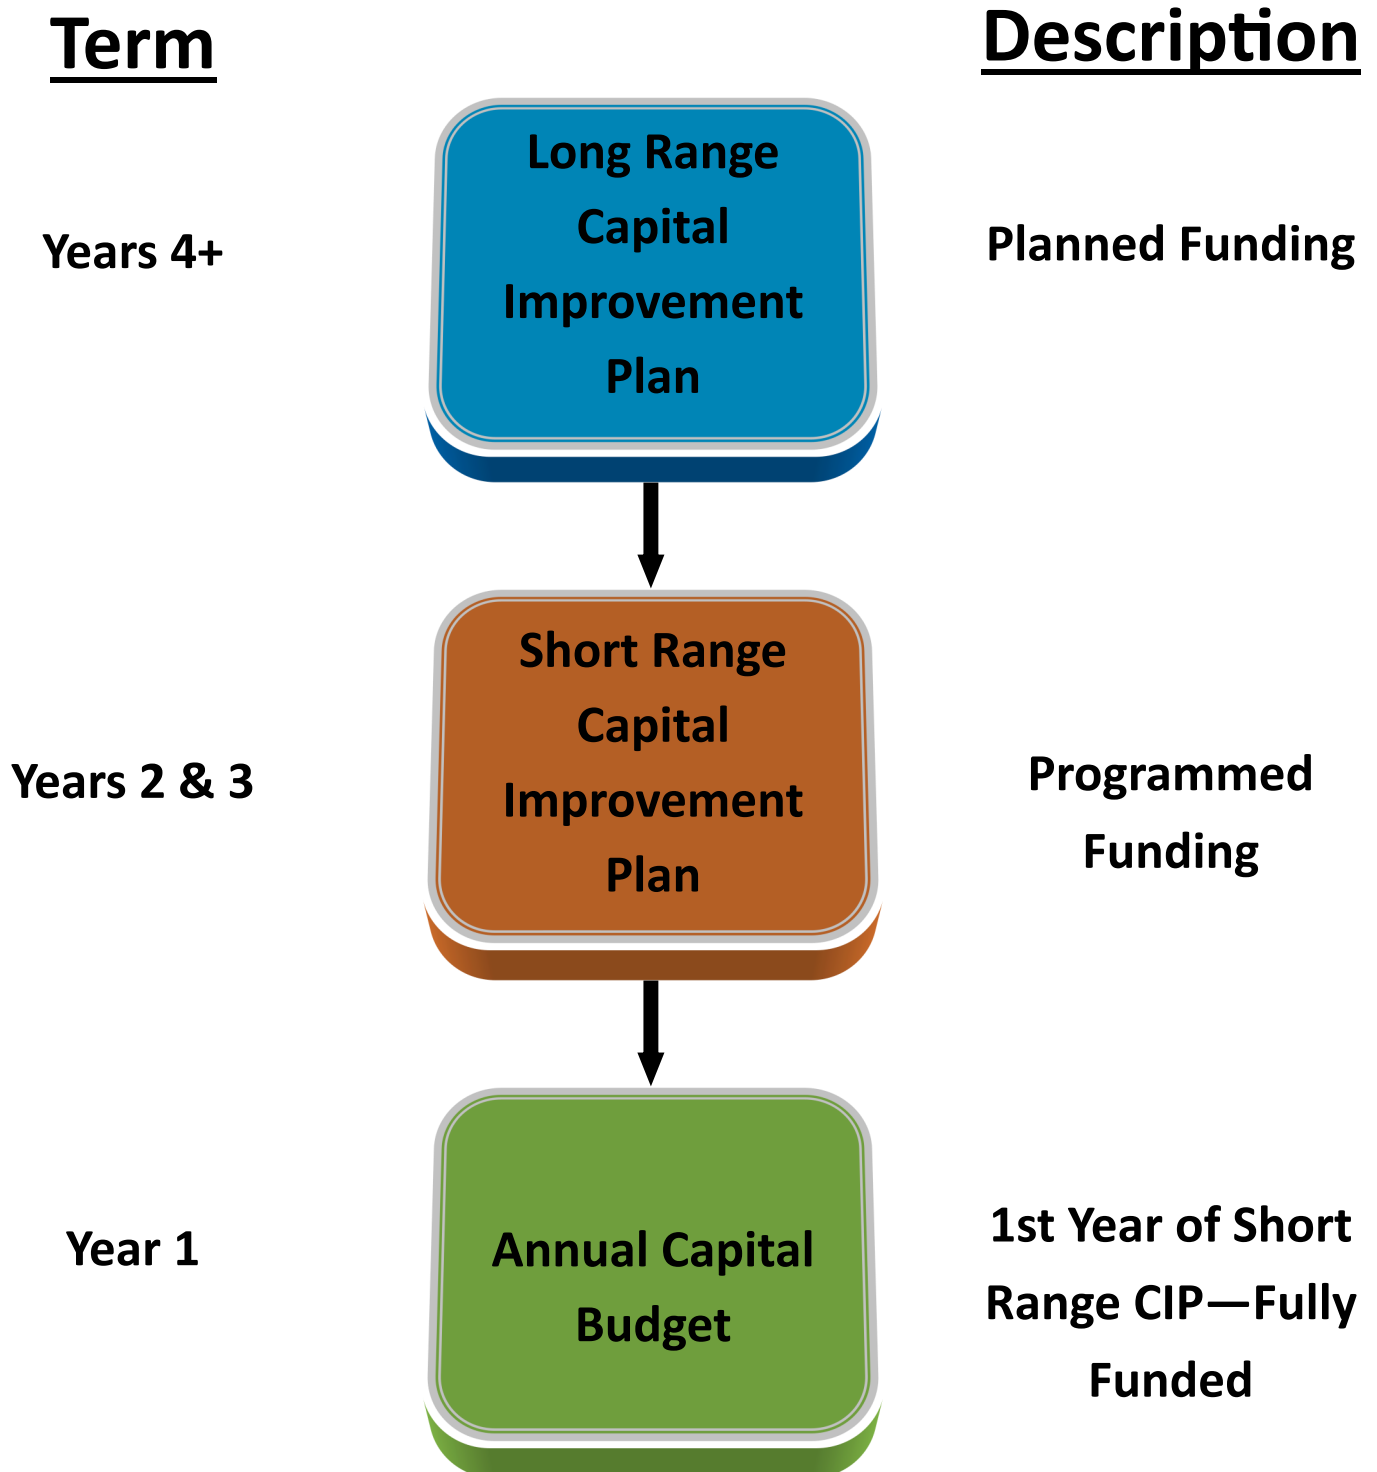 Term
Description
Long Range
Capital
Improvement
Plan
Years 4+
Planned Funding
Short Range
Capital
Improvement
Plan
Years 2 & 3
Programmed
Funding
Annual Capital
Budget
Year 1
1st Year of Short
Range CIP—Fully
Funded